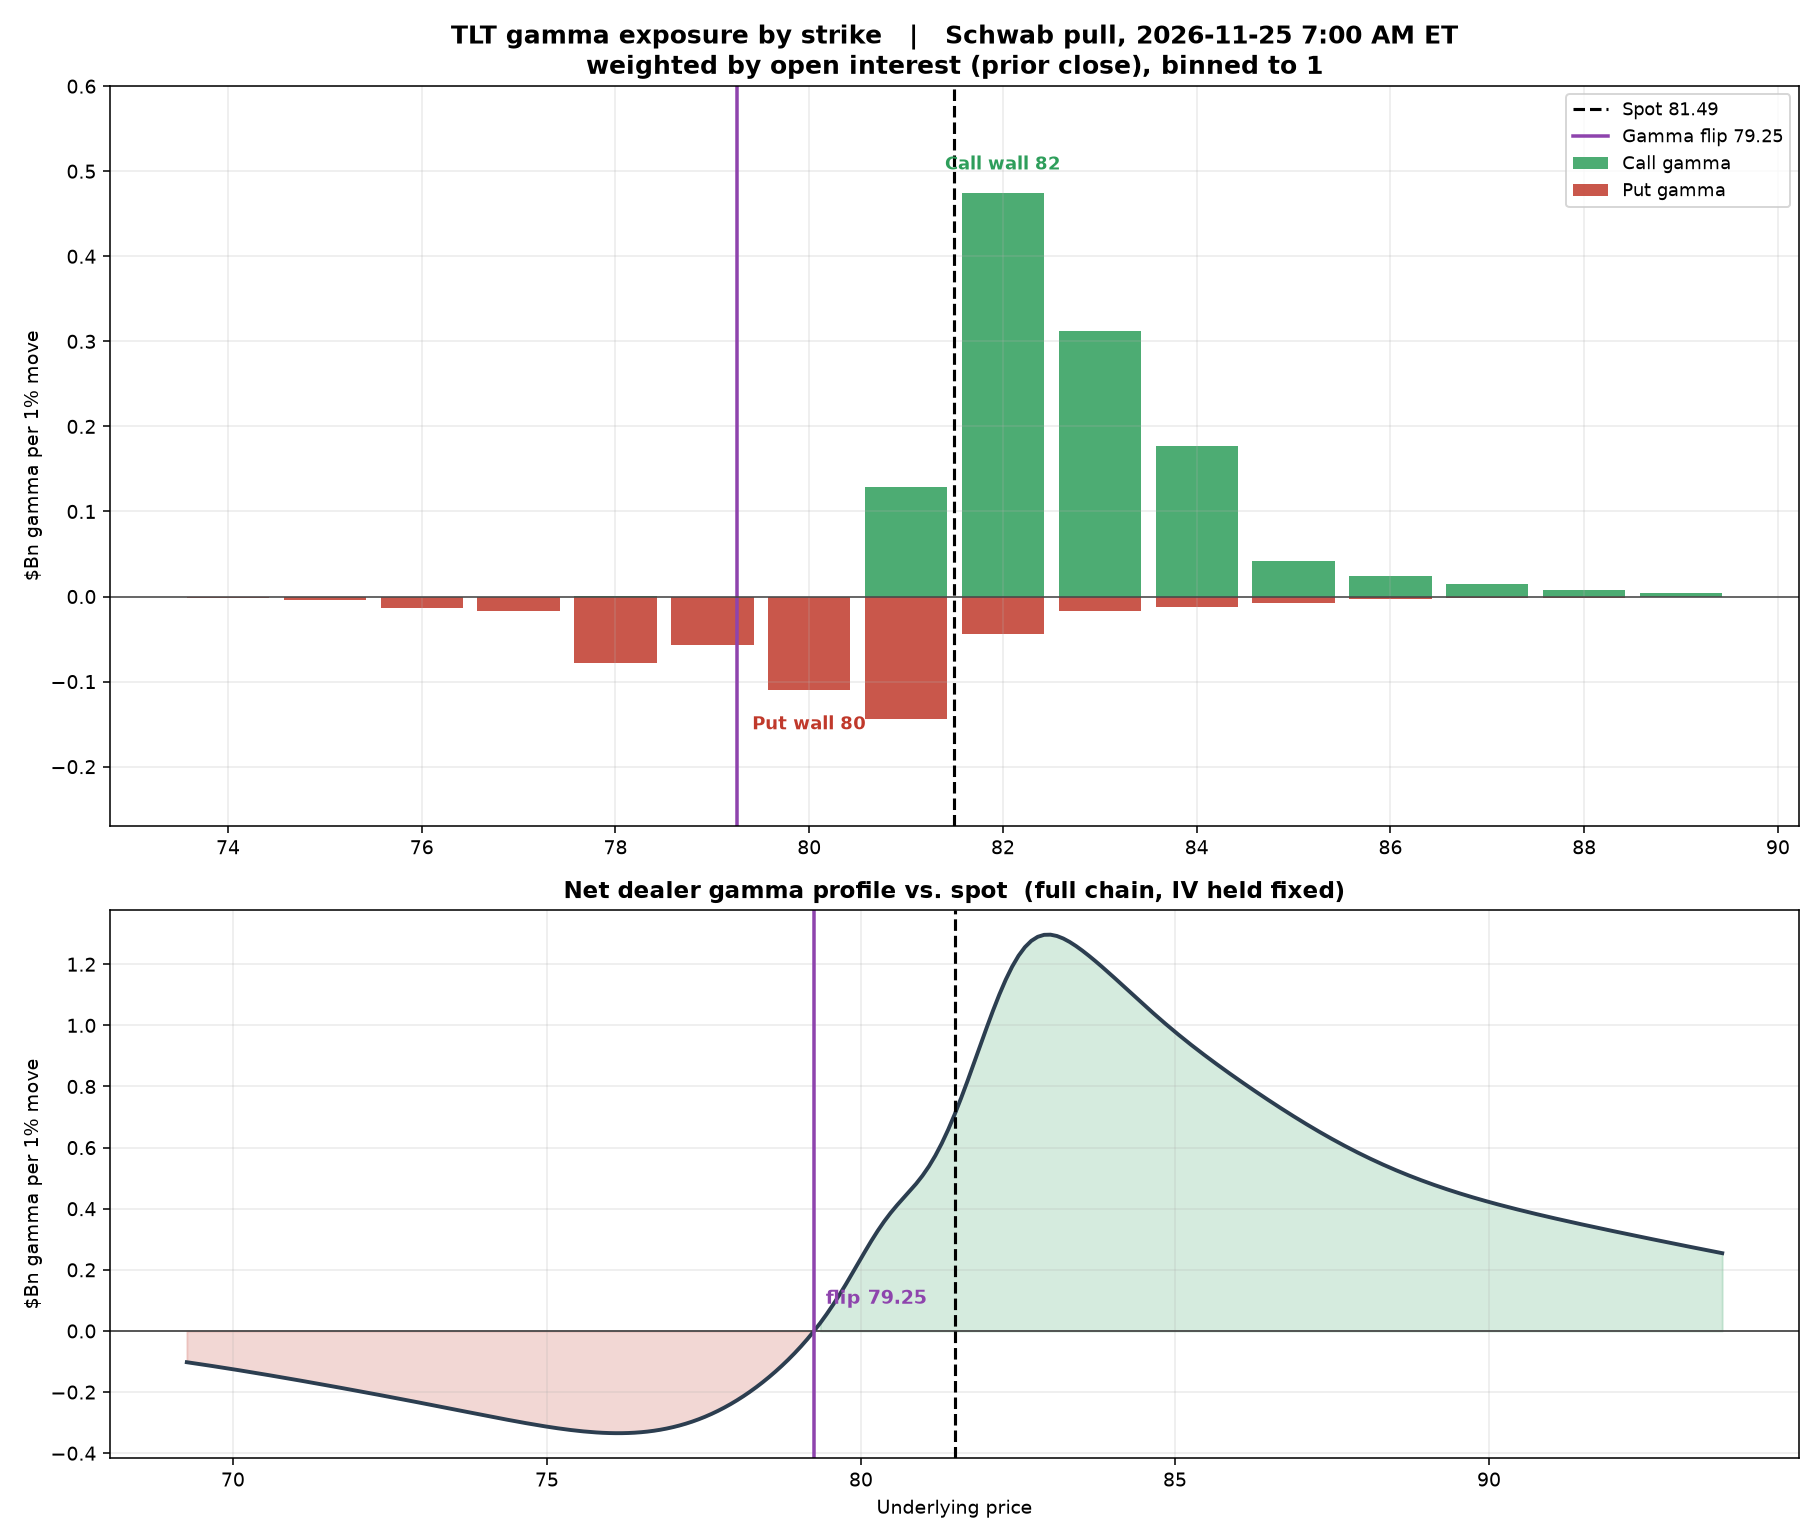 TLT gamma exposure by strike | Schwab pull, 2026-11-25 7:00 AM ET
weighted by open interest (prior close), binned to 1
Spot 81.49
Gamma flip 79.25
Call gamma
Put gamma
Call wall 82
Put wall 80
$Bn gamma per 1% move
0.6
0.5
0.4
0.3
0.2
0.1
0.0
−0.1
−0.2
74 76 78 80 82 84 86 88 90
Net dealer gamma profile vs. spot (full chain, IV held fixed)
flip 79.25
$Bn gamma per 1% move
1.2
1.0
0.8
0.6
0.4
0.2
0.0
−0.2
−0.4
70 75 80 85 90
Underlying price